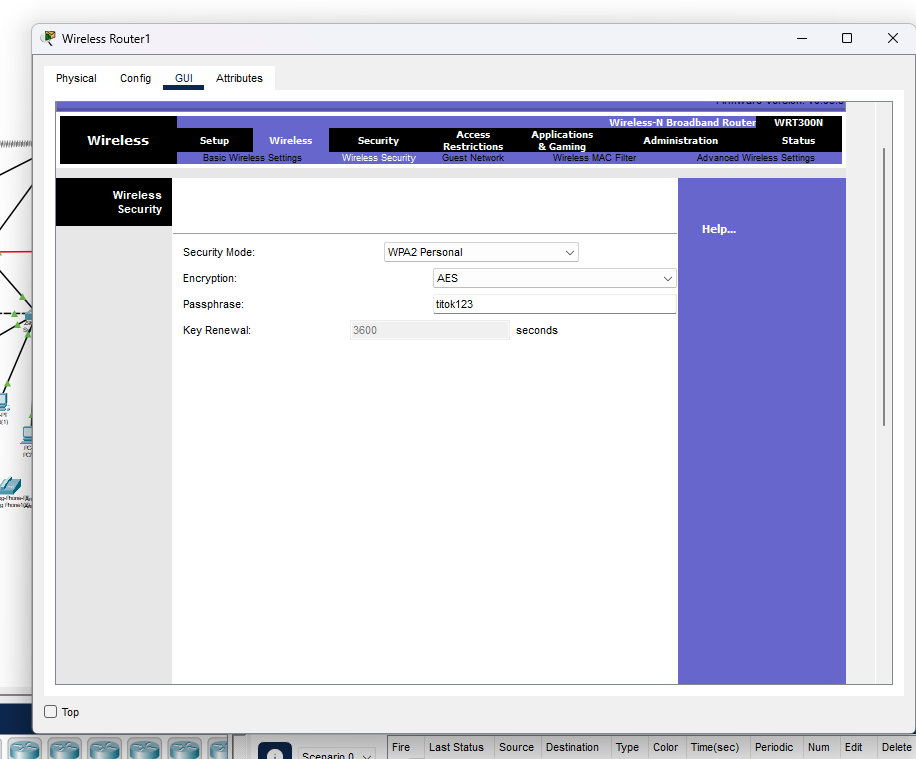 Wireless Router1
Physical Config GUI Attributes
Wireless-N Broadband Router WRT300N
Wireless
Setup Wireless Security Access Restrictions Applications & Gaming Administration Status
Basic Wireless Settings Wireless Security Guest Network Wireless MAC Filter Advanced Wireless Settings
Wireless
Security
Help...
Security Mode: WPA2 Personal
Encryption: AES
Passphrase: titok123
Key Renewal: 3600 seconds
Top
Scenario 0
Fire Last Status Source Destination Type Color Time(sec) Periodic Num Edit Delete